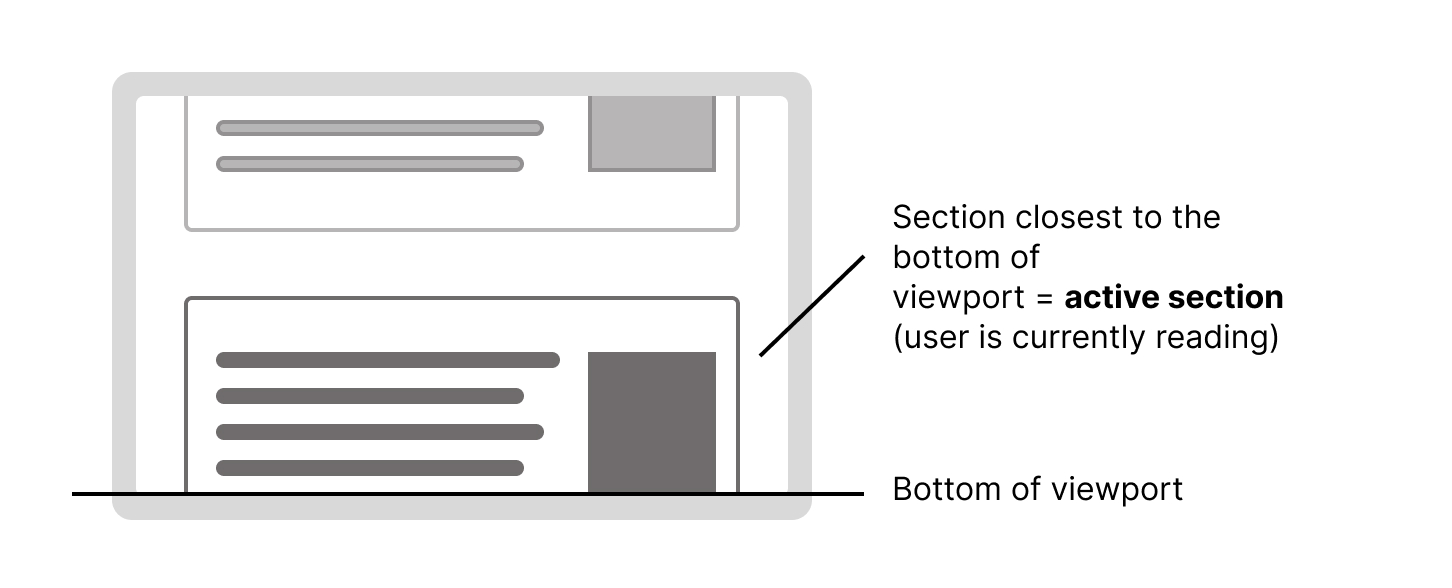 Section closest to the
bottom of
viewport = active section
(user is currently reading)
Bottom of viewport